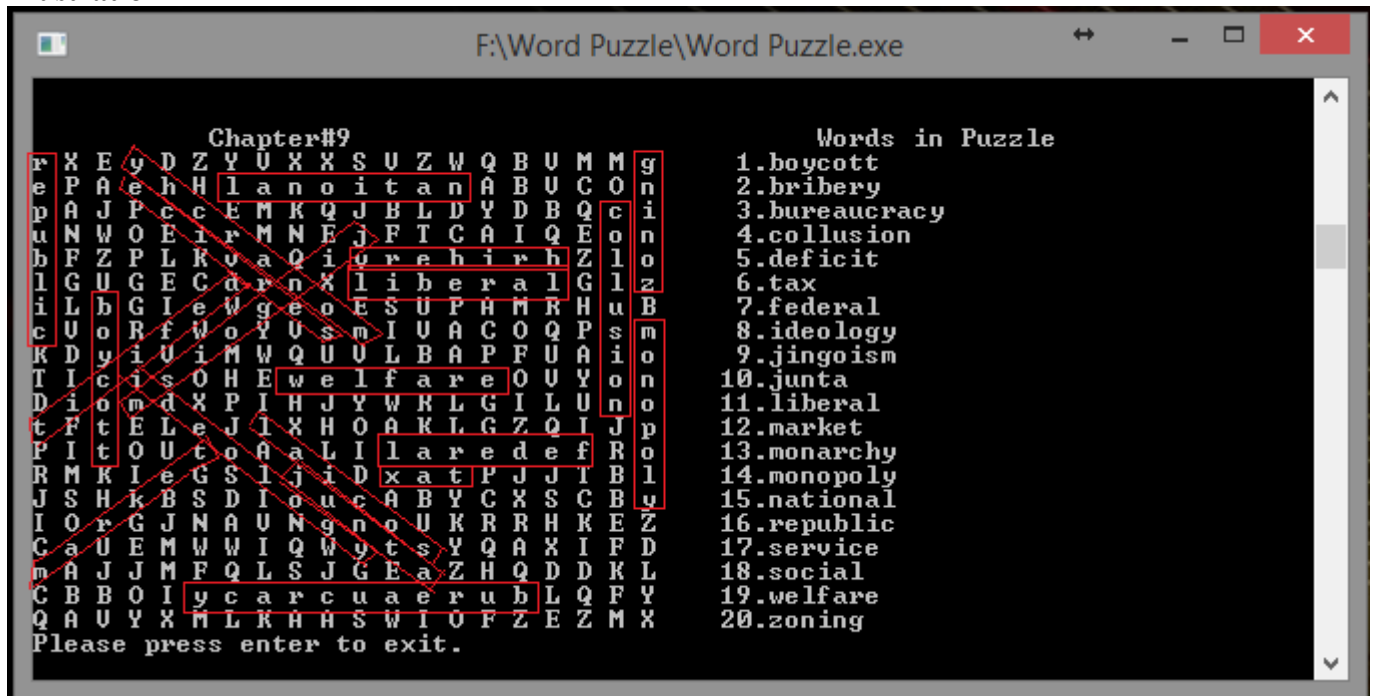 F:\Word Puzzle\Word Puzzle.exe
Chapter#9 Words in Puzzle
r X E y D Z Y V X X S V Z W Q B V M M g 1.boycott
e P A e h H l a n o i t a n A B V C O n 2.bribery
p A J P c c E M K Q J B L D Y D B Q c i 3.bureaucracy
u N W O E i r M N E j F T C A I Q E o n 4.collusion
b F Z P L K v a Q i y r e b i r b Z l o 5.deficit
l G U G E C d r n X l i b e r a l G l z 6.tax
i L b G I e W g e o E S U P A M R H u B 7.federal
c V o R f W o Y V s m I V A C O Q P s m 8.ideology
K D y i V i M W Q U V L B A P F U A i o 9.jingoism
T I c i s O H E w e l f a r e O V Y o n 10.junta
D i o m d X P I H J Y W R L G I L U n o 11.liberal
t F t E L e J l X H O A K L G Z Q I J p 12.market
P I t O U t o A a L I l a r e d e f R o 13.monarchy
R M K I e G S l j i D x a t P J J T B l 14.monopoly
J S H k B S D I o u c A B Y C X S C B y 15.national
I O r G J N A V N g n o U K R R H K E Z 16.republic
G a U E M W W I Q W y t s Y Q A X I F D 17.service
m A J J M F Q L S J G E a Z H Q D D K L 18.social
C B B O I y c a r c u a e r u b L Q F Y 19.welfare
Q A V Y X M L K A A S W I O F Z E Z M X 20.zoning
Please press enter to exit.